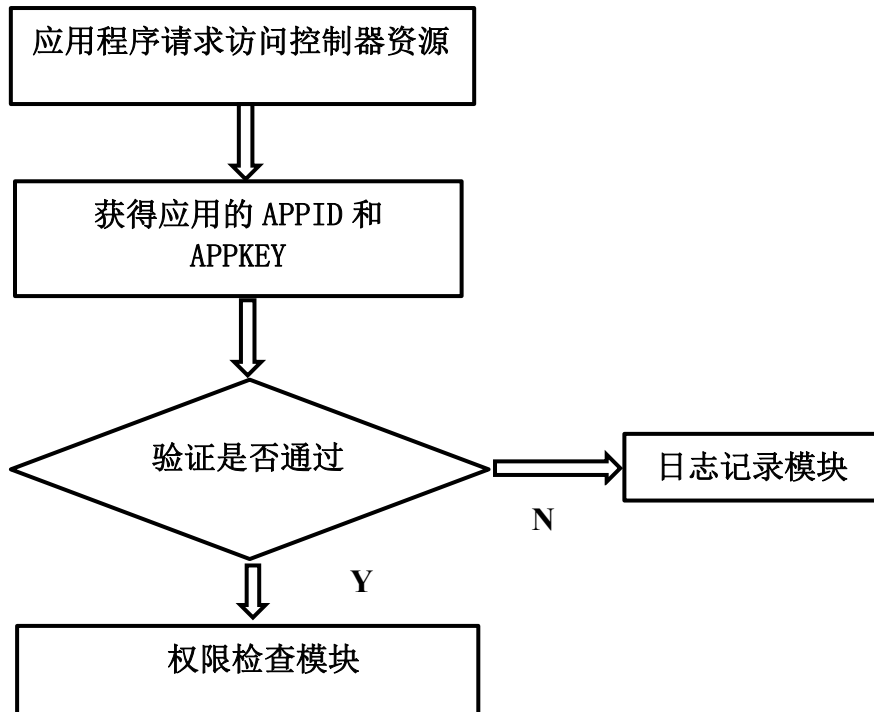 应用程序请求访问控制器资源
获得应用的 APPID 和
APPKEY
验证是否通过
日志记录模块
N
Y
权限检查模块